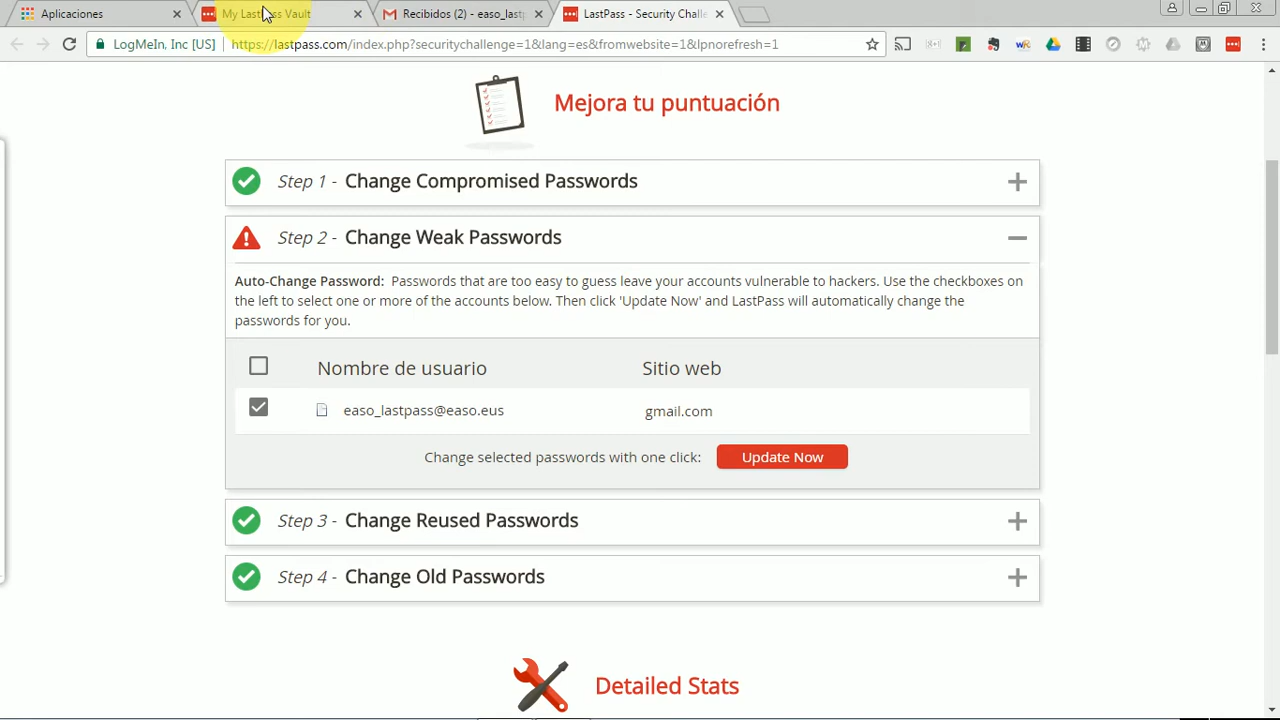 Aplicaciones
My LastPass Vault
Recibidos (2) - easo_last
LastPass - Security Chall
LogMeIn, Inc [US]
https://lastpass.com/index.php?securitychallenge=1&lang=es&fromwebsite=1&lpnorefresh=1
Mejora tu puntuación
Step 1 - Change Compromised Passwords
Step 2 - Change Weak Passwords
Auto-Change Password: Passwords that are too easy to guess leave your accounts vulnerable to hackers. Use the checkboxes on
the left to select one or more of the accounts below. Then click 'Update Now' and LastPass will automatically change the
passwords for you.
Nombre de usuario Sitio web
easo_lastpass@easo.eus gmail.com
Change selected passwords with one click: Update Now
Step 3 - Change Reused Passwords
Step 4 - Change Old Passwords
Detailed Stats